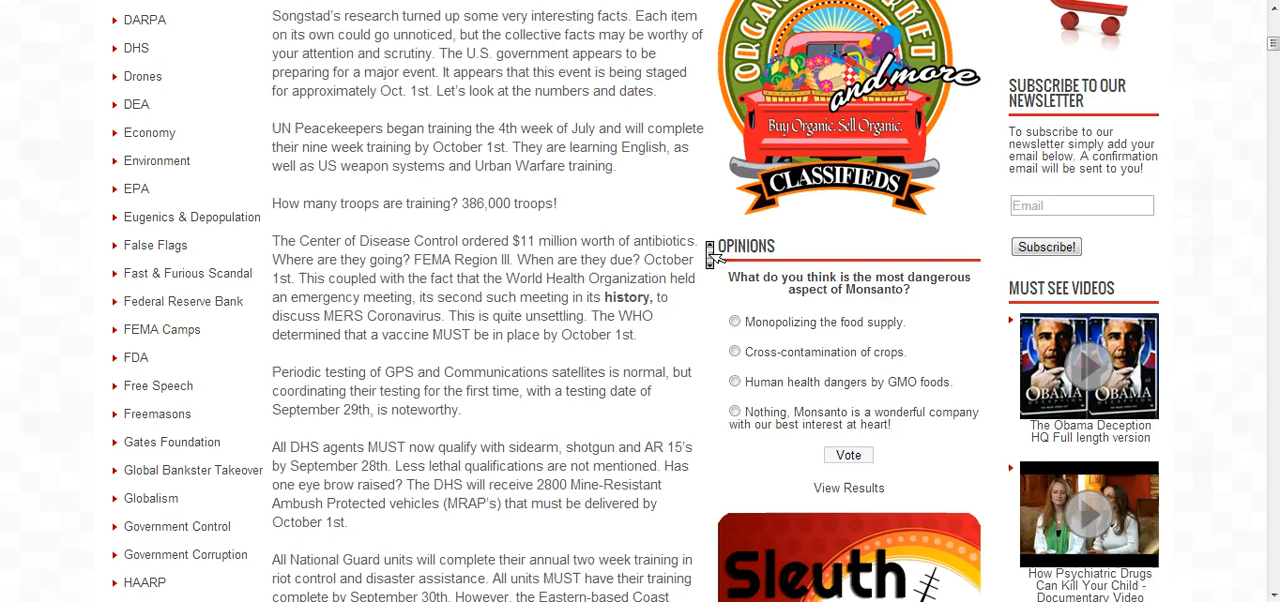 DARPA
DHS
Drones
DEA
Economy
Environment
EPA
Eugenics & Depopulation
False Flags
Fast & Furious Scandal
Federal Reserve Bank
FEMA Camps
FDA
Free Speech
Freemasons
Gates Foundation
Global Bankster Takeover
Globalism
Government Control
Government Corruption
HAARP
Songstad's research turned up some very interesting facts. Each item
on its own could go unnoticed, but the collective facts may be worthy of
your attention and scrutiny. The U.S. government appears to be
preparing for a major event. It appears that this event is being staged
for approximately Oct. 1st. Let's look at the numbers and dates.
UN Peacekeepers began training the 4th week of July and will complete
their nine week training by October 1st. They are learning English, as
well as US weapon systems and Urban Warfare training.
How many troops are training? 386,000 troops!
The Center of Disease Control ordered $11 million worth of antibiotics.
Where are they going? FEMA Region III. When are they due? October
1st. This coupled with the fact that the World Health Organization held
an emergency meeting, its second such meeting in its history, to
discuss MERS Coronavirus. This is quite unsettling. The WHO
determined that a vaccine MUST be in place by October 1st.
Periodic testing of GPS and Communications satellites is normal, but
coordinating their testing for the first time, with a testing date of
September 29th, is noteworthy.
All DHS agents MUST now qualify with sidearm, shotgun and AR 15's
by September 28th. Less lethal qualifications are not mentioned. Has
one eye brow raised? The DHS will receive 2800 Mine-Resistant
Ambush Protected vehicles (MRAP's) that must be delivered by
October 1st.
All National Guard units will complete their annual two week training in
riot control and disaster assistance. All units MUST have their training
complete by September 30th. However, the Eastern-based Coast
and more
Buy Organic. Sell Organic.
CLASSIFIEDS
OPINIONS
What do you think is the most dangerous
aspect of Monsanto?
Monopolizing the food supply.
Cross-contamination of crops.
Human health dangers by GMO foods.
Nothing, Monsanto is a wonderful company
with our best interest at heart!
Vote
View Results
Sleuth
SUBSCRIBE TO OUR
NEWSLETTER
To subscribe to our
newsletter simply add your
email below. A confirmation
email will be sent to you!
Email
Subscribe!
MUST SEE VIDEOS
OBAMA OBAMA
The Obama Deception
HQ Full length version
How Psychiatric Drugs
Can Kill Your Child -
Documentary Video